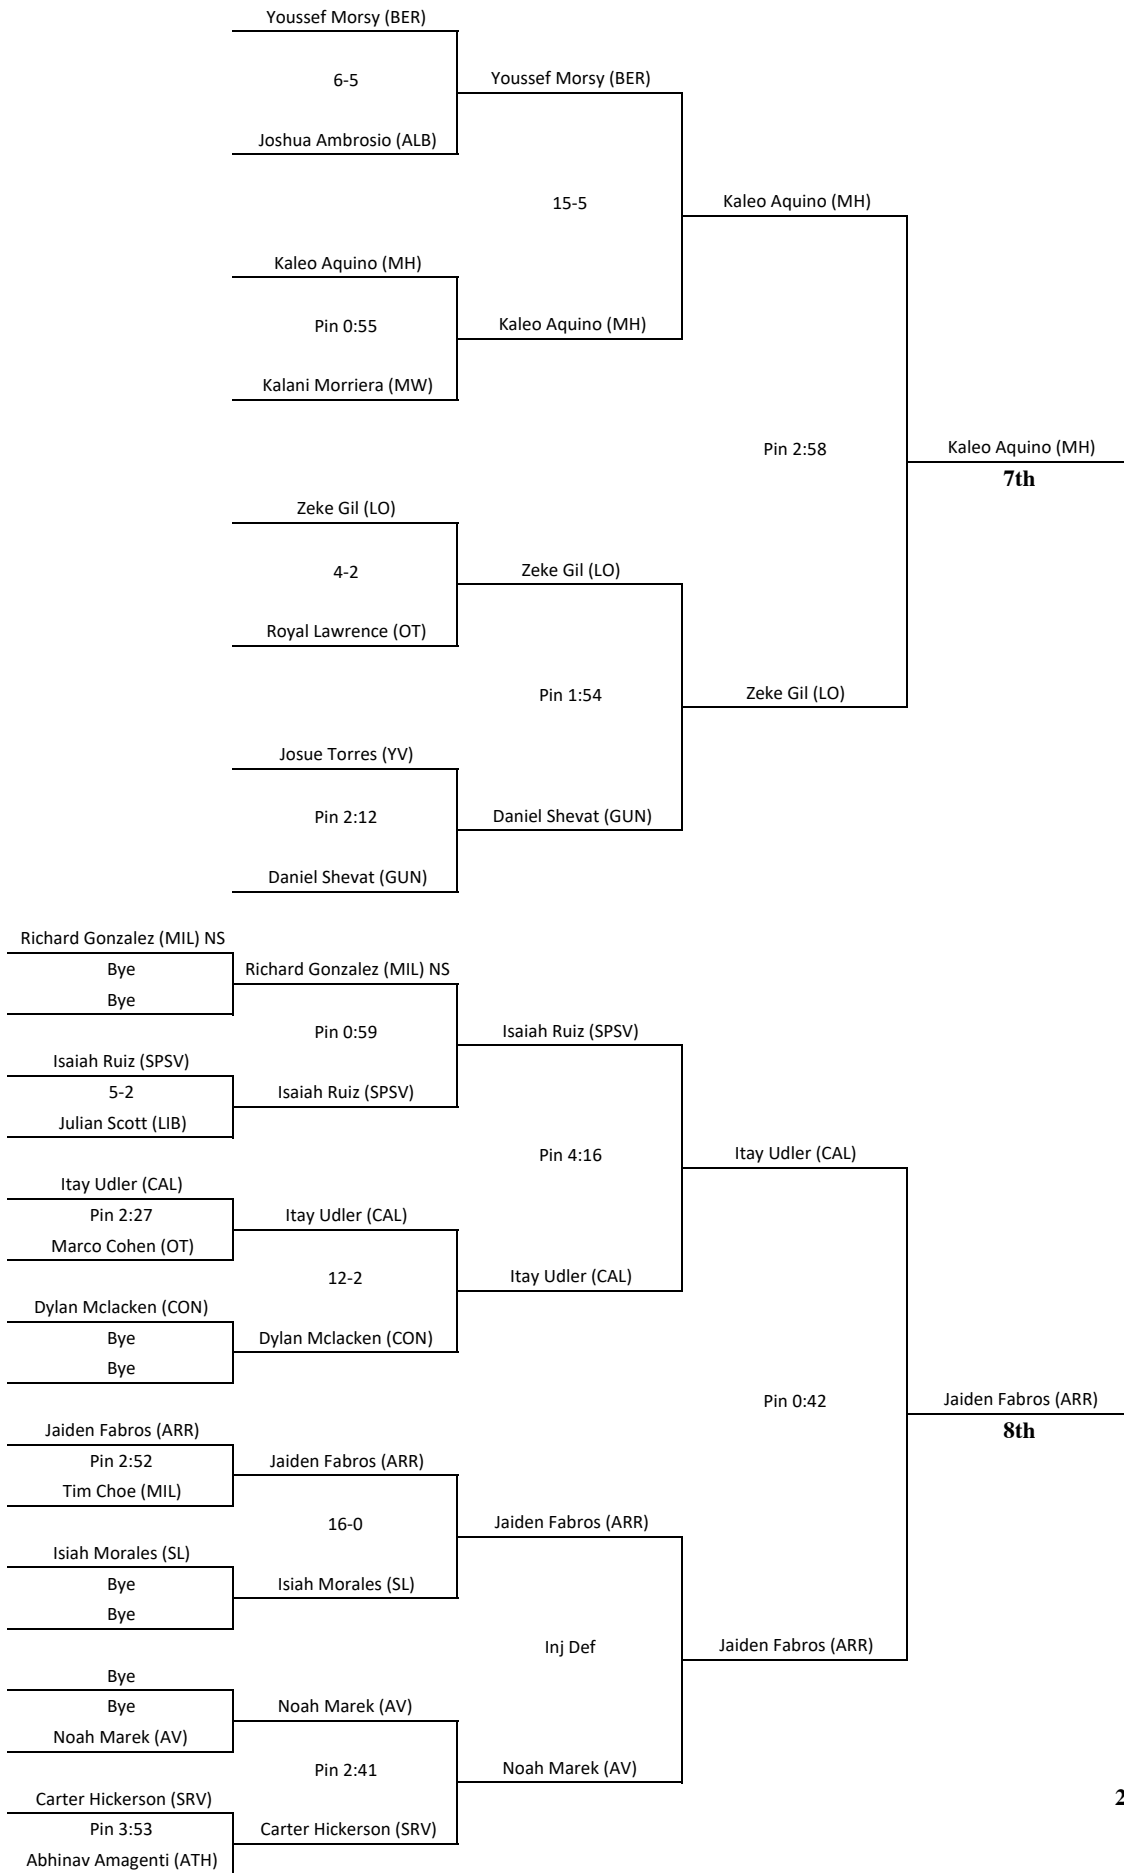 Youssef Morsy (BER)
6-5
Youssef Morsy (BER)
Joshua Ambrosio (ALB)
15-5
Kaleo Aquino (MH)
Kaleo Aquino (MH)
Pin 0:55
Kaleo Aquino (MH)
Kalani Morriera (MW)
Pin 2:58
Kaleo Aquino (MH)
7th
Zeke Gil (LO)
4-2
Zeke Gil (LO)
Royal Lawrence (OT)
Pin 1:54
Zeke Gil (LO)
Josue Torres (YV)
Pin 2:12
Daniel Shevat (GUN)
Daniel Shevat (GUN)
Richard Gonzalez (MIL) NS
Bye
Richard Gonzalez (MIL) NS
Bye
Pin 0:59
Isaiah Ruiz (SPSV)
Isaiah Ruiz (SPSV)
5-2
Isaiah Ruiz (SPSV)
Julian Scott (LIB)
Pin 4:16
Itay Udler (CAL)
Itay Udler (CAL)
Pin 2:27
Itay Udler (CAL)
Marco Cohen (OT)
12-2
Itay Udler (CAL)
Dylan Mclacken (CON)
Bye
Dylan Mclacken (CON)
Bye
Pin 0:42
Jaiden Fabros (ARR)
8th
Jaiden Fabros (ARR)
Pin 2:52
Jaiden Fabros (ARR)
Tim Choe (MIL)
16-0
Jaiden Fabros (ARR)
Isiah Morales (SL)
Bye
Isiah Morales (SL)
Bye
Inj Def
Jaiden Fabros (ARR)
Bye
Bye
Noah Marek (AV)
Noah Marek (AV)
Pin 2:41
Noah Marek (AV)
Carter Hickerson (SRV)
2
Pin 3:53
Carter Hickerson (SRV)
Abhinav Amagenti (ATH)